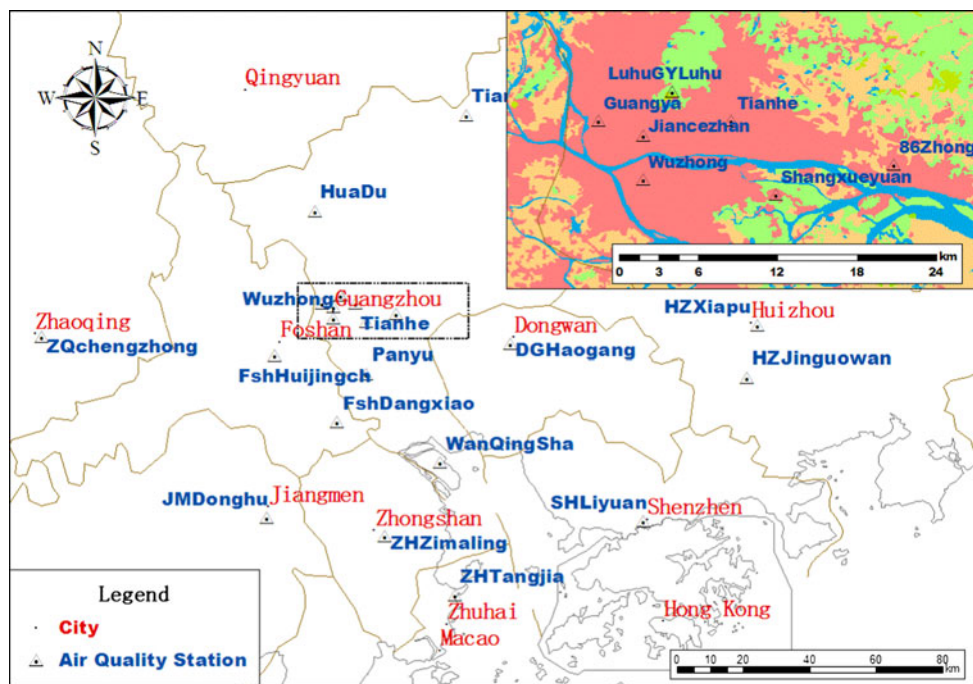 N
W E
S
Qingyuan
Tian
HuaDu
LuhuGYLuhu
Guangya
Tianhe
Jiancezhan
86Zhong
Wuzhong
Shangxueyuan
km
0 1 3 6 12 18 24
Wuzhong
Guangzhou
HZXiapu
Zhaoqing
Foshan
Tianhe
Dongwan
Huizhou
ZQchengzhong
DGHaogang
Panyu
FshHuijingch
HZJinguowan
FshDangxiao
WanQingSha
JMDonghu
Jiangmen
SHLiyuan
Shenzhen
Zhongshan
ZHZimaling
ZHTangjia
Zhuhai
Hong Kong
Macao
Legend
City
Air Quality Station
0 10 20 40 60 80
km